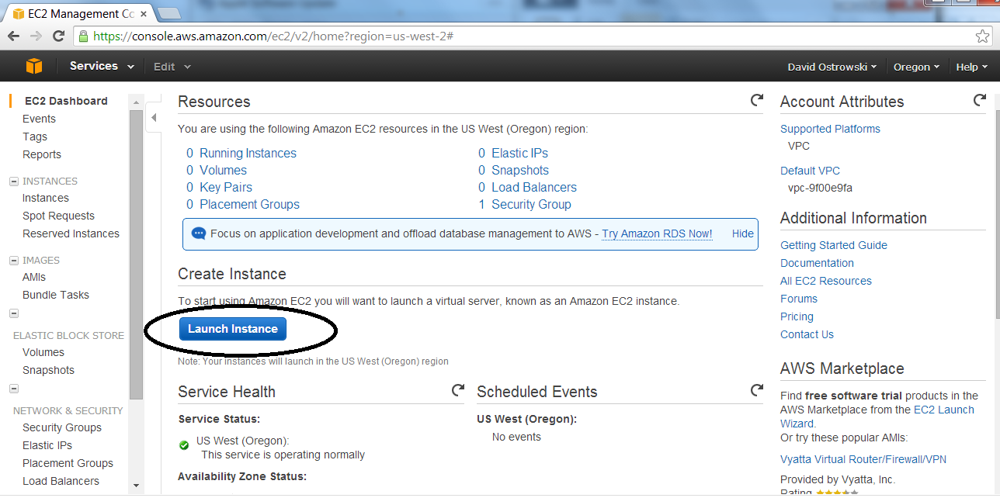 EC2 Management Co
https://console.aws.amazon.com/ec2/v2/home?region=us-west-2#
Services
Edit
David Ostrowski
Oregon
Help
EC2 Dashboard
Events
Tags
Reports
INSTANCES
Instances
Spot Requests
Reserved Instances
IMAGES
AMIs
Bundle Tasks
ELASTIC BLOCK STORE
Volumes
Snapshots
NETWORK & SECURITY
Security Groups
Elastic IPs
Placement Groups
Load Balancers
Resources
You are using the following Amazon EC2 resources in the US West (Oregon) region:
0 Running Instances
0 Elastic IPs
0 Volumes
0 Snapshots
0 Key Pairs
0 Load Balancers
0 Placement Groups
1 Security Group
Focus on application development and offload database management to AWS - Try Amazon RDS Now!
Hide
Create Instance
To start using Amazon EC2 you will want to launch a virtual server, known as an Amazon EC2 instance.
Launch Instance
Note: Your instances will launch in the US West (Oregon) region
Service Health
Service Status:
US West (Oregon):
This service is operating normally
Availability Zone Status:
Scheduled Events
US West (Oregon):
No events
Account Attributes
Supported Platforms
VPC
Default VPC
vpc-9f00e9fa
Additional Information
Getting Started Guide
Documentation
All EC2 Resources
Forums
Pricing
Contact Us
AWS Marketplace
Find free software trial products in the
AWS Marketplace from the EC2 Launch
Wizard.
Or try these popular AMIs:
Vyatta Virtual Router/Firewall/VPN
Provided by Vyatta, Inc.
Rating